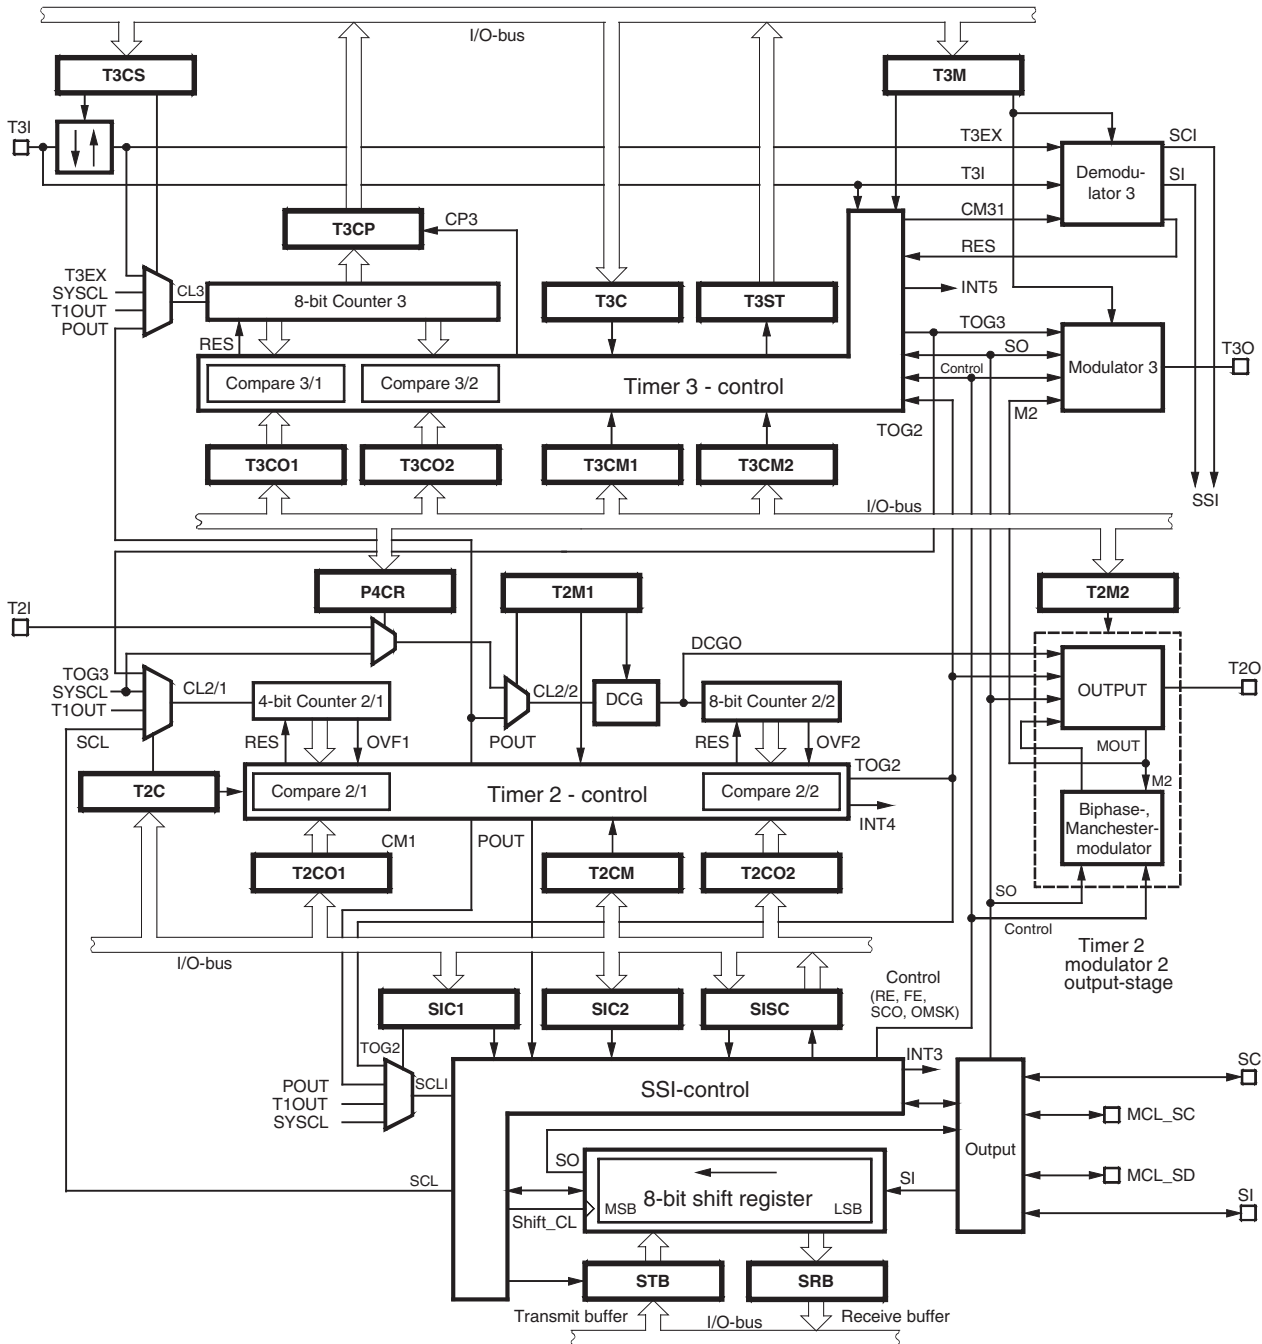 I/O-bus
T3CS
T3M
T3I
T3EX
SCI
T3I
Demodu-
lator 3
SI
CM31
T3CP
CP3
RES
T3EX
SYSCL
T1OUT
POUT
CL3
8-bit Counter 3
T3C
T3ST
INT5
RES
TOG3
SO
Control
M2
Modulator 3
T3O
Compare 3/1
Compare 3/2
Timer 3 - control
TOG2
T3CO1
T3CO2
T3CM1
T3CM2
SSI
I/O-bus
P4CR
T2M1
T2M2
T2I
DCGO
TOG3
SYSCL
T1OUT
SCL
CL2/1
4-bit Counter 2/1
CL2/2
DCG
8-bit Counter 2/2
OUTPUT
T2O
POUT
RES
OVF1
RES
OVF2
MOUT
M2
TOG2
T2C
Compare 2/1
Timer 2 - control
Compare 2/2
INT4
Biphase-,
Manchester-
modulator
CM1
POUT
T2CO1
T2CM
T2CO2
SO
Control
I/O-bus
Timer 2
modulator 2
output-stage
Control
(RE, FE,
SCO, OMSK)
SIC1
SIC2
SISC
TOG2
POUT
T1OUT
SYSCL
SCLI
SSI-control
INT3
SC
MCL_SC
Output
MCL_SD
SI
SO
SCL
8-bit shift register
MSB
LSB
SI
Shift_CL
STB
SRB
Transmit buffer
I/O-bus
Receive buffer